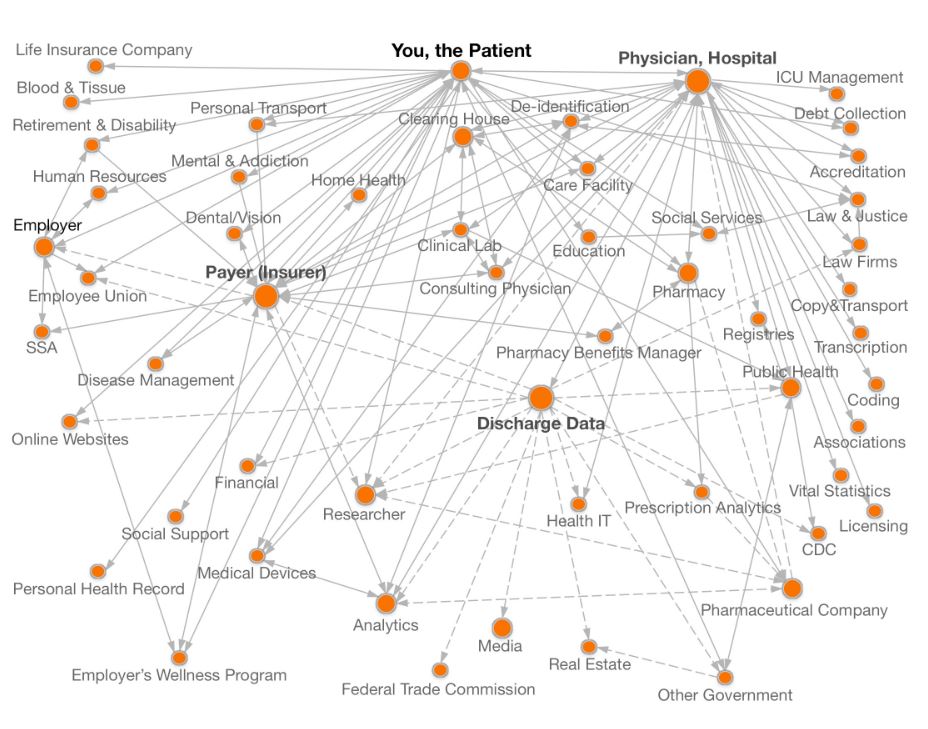 Life Insurance Company
You, the Patient
Physician, Hospital
ICU Management
Blood & Tissue
Personal Transport
De-identification
Debt Collection
Retirement & Disability
Clearing House
Mental & Addiction
Accreditation
Human Resources
Home Health
Care Facility
Employer
Dental/Vision
Social Services
Law & Justice
Clinical Lab
Education
Law Firms
Payer (Insurer)
Consulting Physician
Pharmacy
Employee Union
Copy&Transport
Registries
SSA
Pharmacy Benefits Manager
Transcription
Disease Management
Public Health
Coding
Discharge Data
Online Websites
Associations
Financial
Vital Statistics
Researcher
Health IT
Prescription Analytics
Licensing
Social Support
CDC
Medical Devices
Personal Health Record
Pharmaceutical Company
Analytics
Media
Real Estate
Employer's Wellness Program
Federal Trade Commission
Other Government